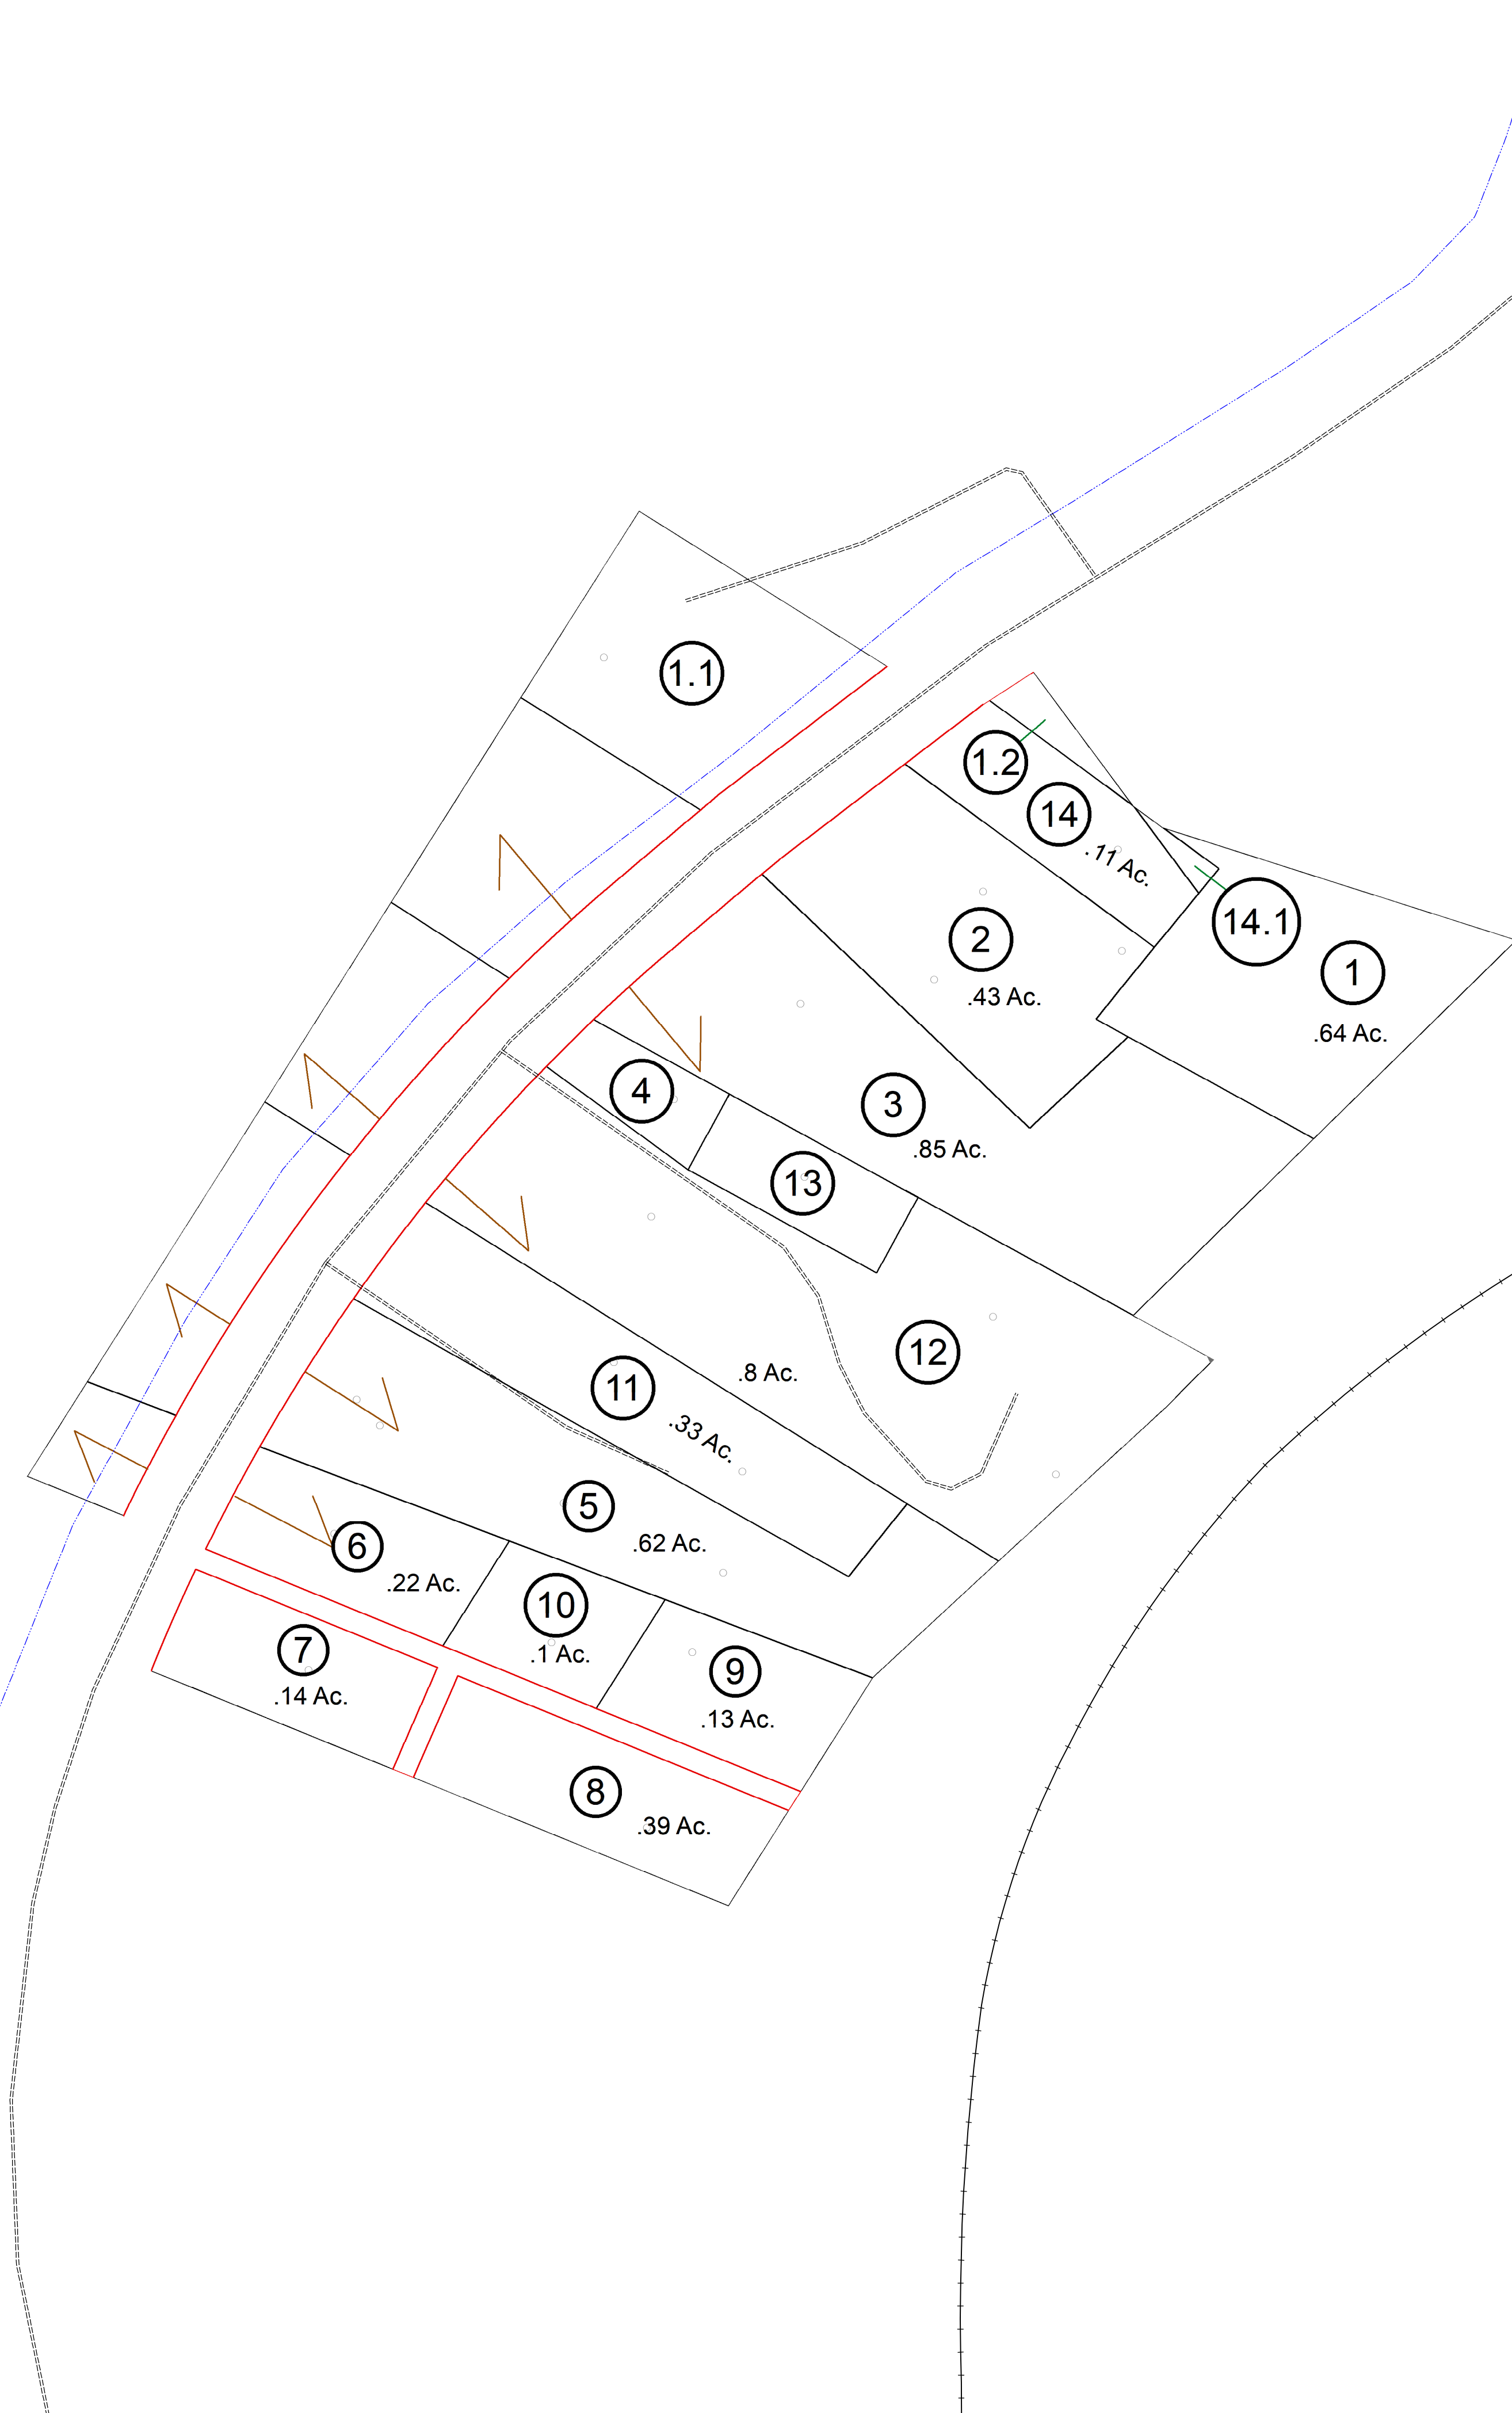 1.1
1.2
14
.11 Ac.
14.1
2
.43 Ac.
1
.64 Ac.
4
3
.85 Ac.
13
12
.8 Ac.
11
.33 Ac.
5
.62 Ac.
6
.22 Ac.
10
.1 Ac.
9
.13 Ac.
7
.14 Ac.
8
.39 Ac.